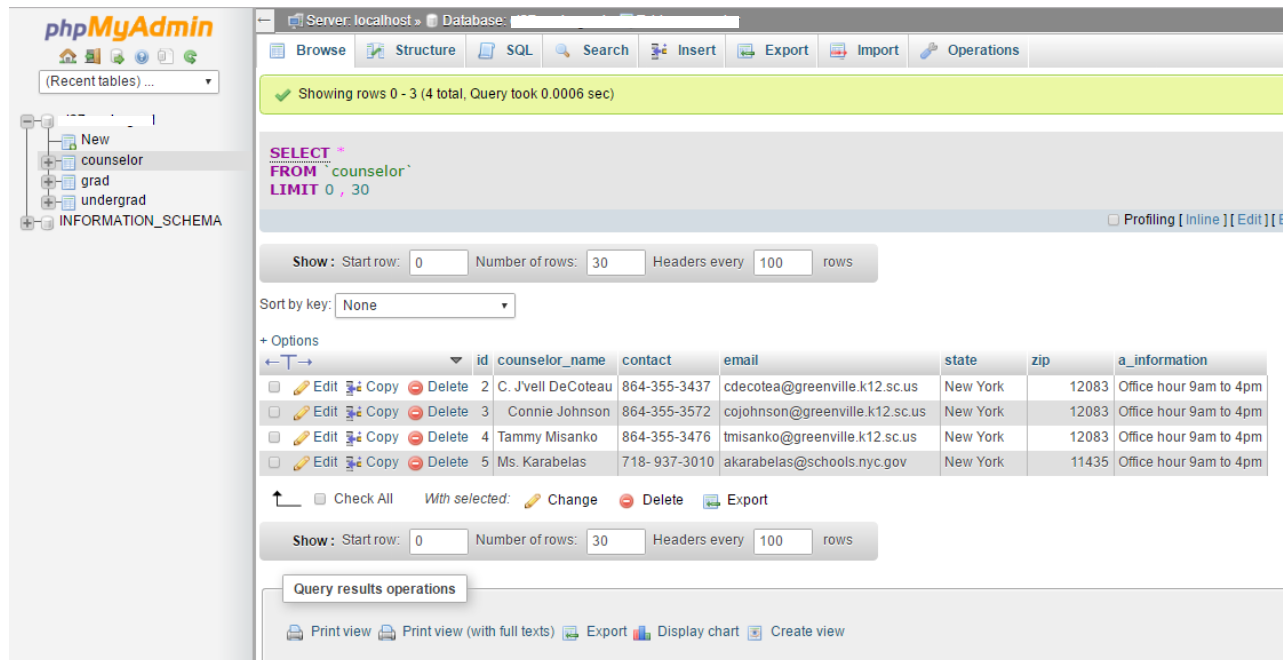 phpMyAdmin
(Recent tables) ...
New
counselor
grad
undergrad
INFORMATION_SCHEMA
← Server: localhost » Database:
Browse Structure SQL Search Insert Export Import Operations
Showing rows 0 - 3 (4 total, Query took 0.0006 sec)
SELECT *
FROM `counselor`
LIMIT 0 , 30
Profiling [ Inline ] [ Edit ] [
Show : Start row: 0 Number of rows: 30 Headers every 100 rows
Sort by key: None
+ Options
←T→ id counselor_name contact email state zip a_information
Edit Copy Delete 2 C. J'vell DeCoteau 864-355-3437 cdecotea@greenville.k12.sc.us New York 12083 Office hour 9am to 4pm
Edit Copy Delete 3 Connie Johnson 864-355-3572 cojohnson@greenville.k12.sc.us New York 12083 Office hour 9am to 4pm
Edit Copy Delete 4 Tammy Misanko 864-355-3476 tmisanko@greenville.k12.sc.us New York 12083 Office hour 9am to 4pm
Edit Copy Delete 5 Ms. Karabelas 718- 937-3010 akarabelas@schools.nyc.gov New York 11435 Office hour 9am to 4pm
Check All With selected: Change Delete Export
Show : Start row: 0 Number of rows: 30 Headers every 100 rows
Query results operations
Print view Print view (with full texts) Export Display chart Create view